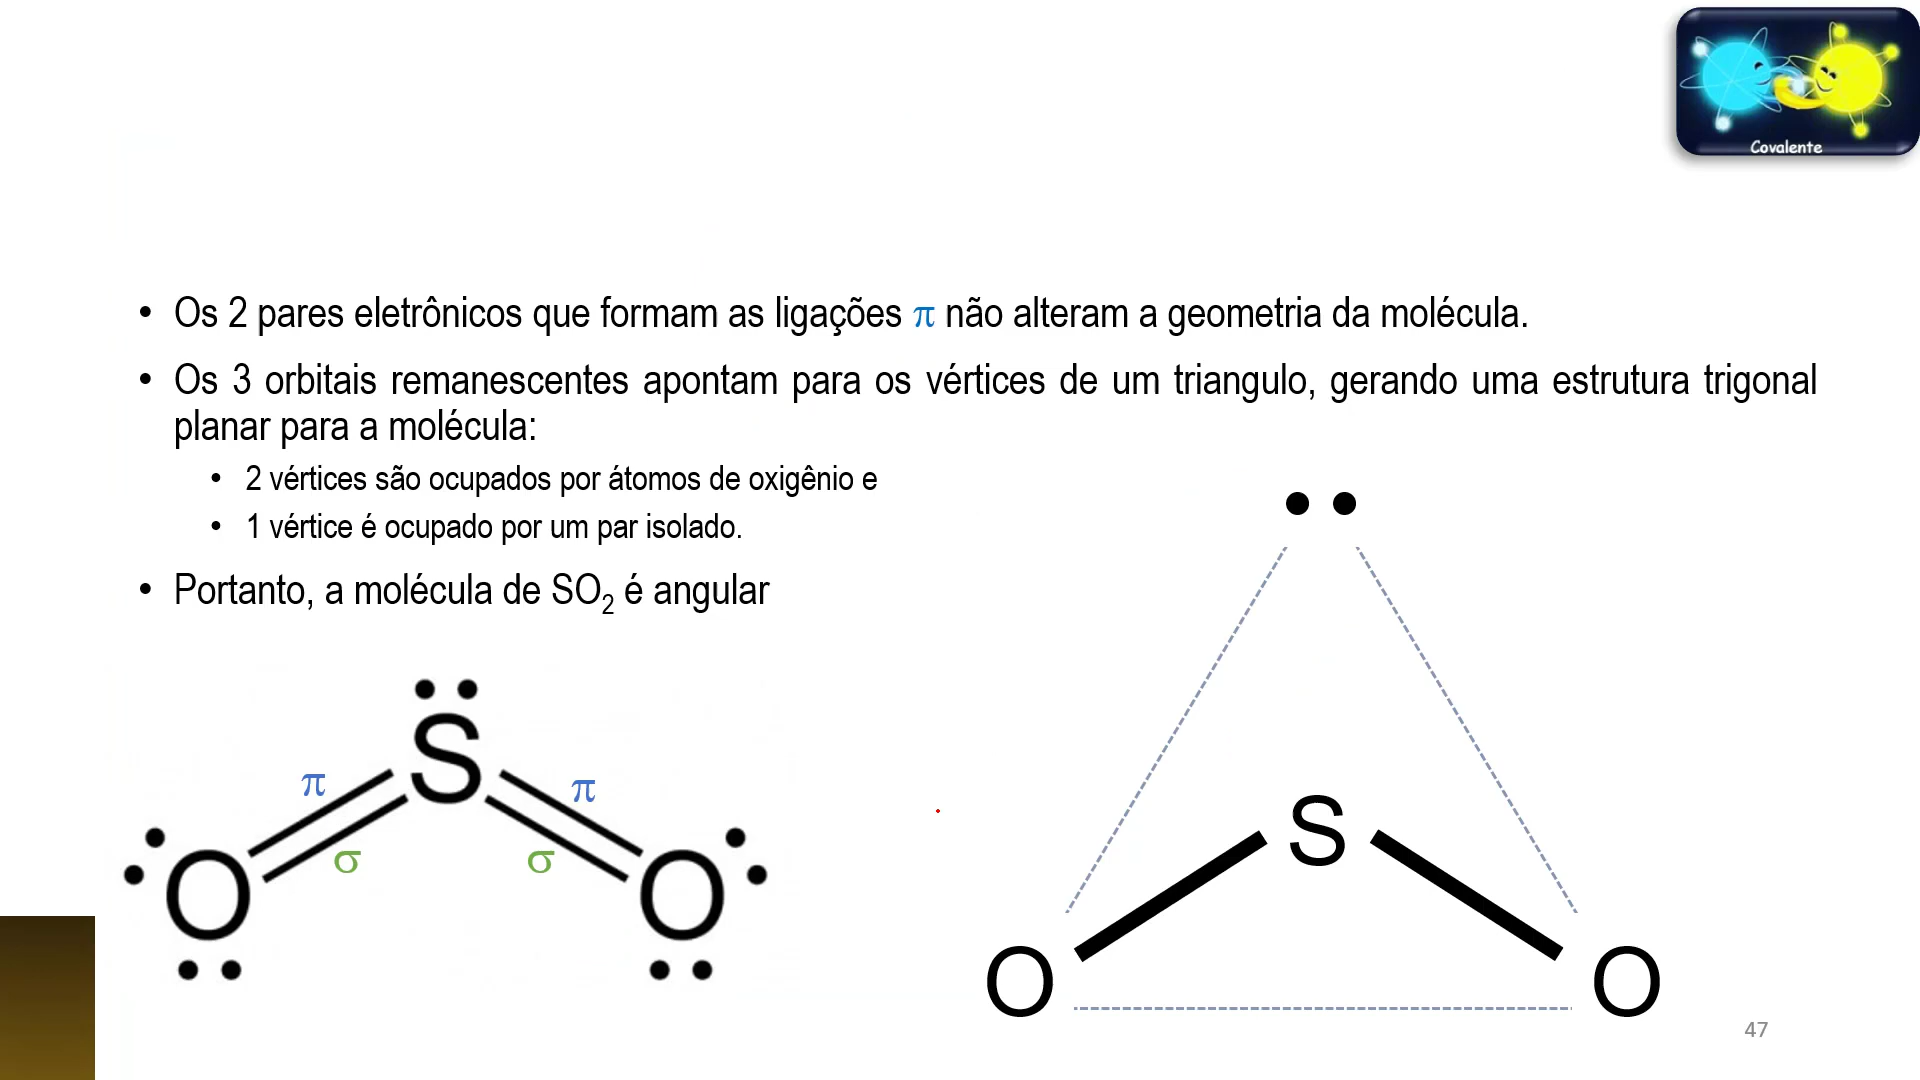 Covalente
• Os 2 pares eletrônicos que formam as ligações π não alteram a geometria da molécula.
• Os 3 orbitais remanescentes apontam para os vértices de um triangulo, gerando uma estrutura trigonal
planar para a molécula:
• 2 vértices são ocupados por átomos de oxigênio e
• 1 vértice é ocupado por um par isolado.
• Portanto, a molécula de SO₂ é angular
S
π π
σ σ
O O
S
O O
47